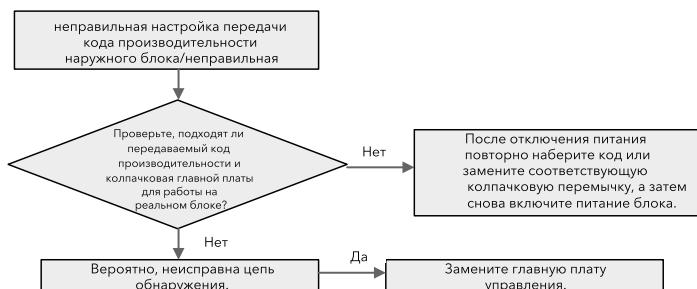 неправильная настройка передачи
кода производительности
наружного блока/неправильная
Проверьте, подходят ли
передаваемый код
производительности и
колпачковая главной платы
для работы на
реальном блоке?
Нет
После отключения питания
повторно наберите код или
замените соответствующую
колпачковую перемычку, а затем
снова включите питание блока.
Нет
Вероятно, неисправна цепь
обнаружения.
Да
Замените главную плату
управления.